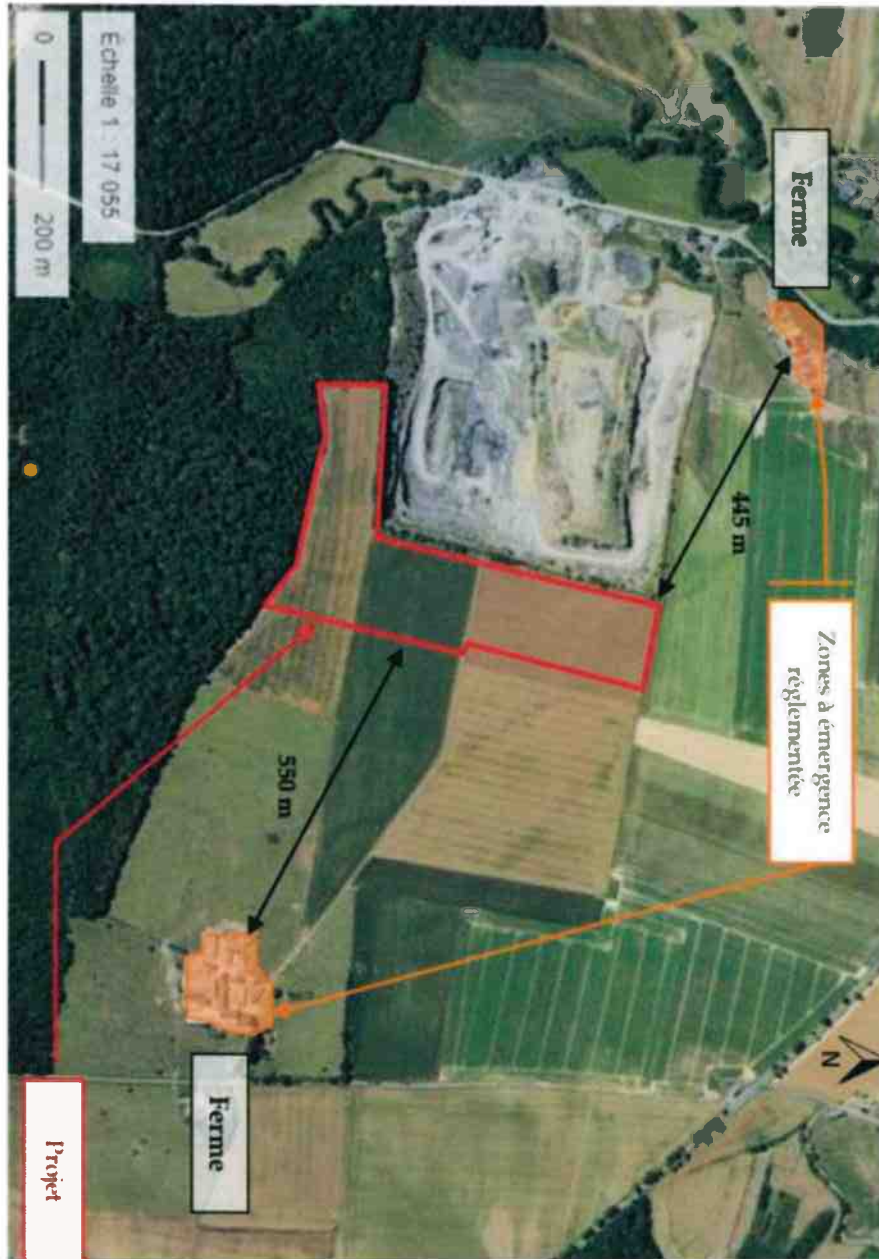 N
Zones à émergence
réglementée
Ferme
445 m
550 m
Ferme
Echelle 1 : 17 055
0 200 m
Projet